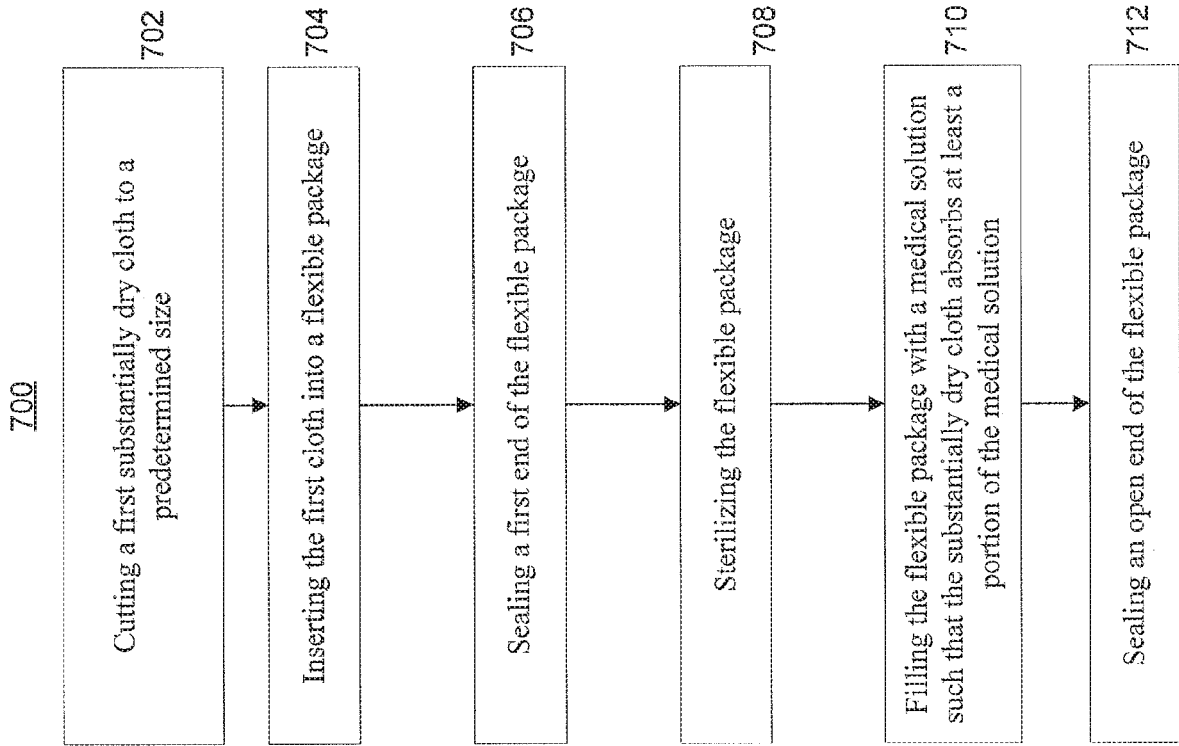 700
Cutting a first substantially dry cloth to a
predetermined size
702
Inserting the first cloth into a flexible package
704
Sealing a first end of the flexible package
706
Sterilizing the flexible package
708
Filling the flexible package with a medical solution
such that the substantially dry cloth absorbs at least a
portion of the medical solution
710
Sealing an open end of the flexible package
712